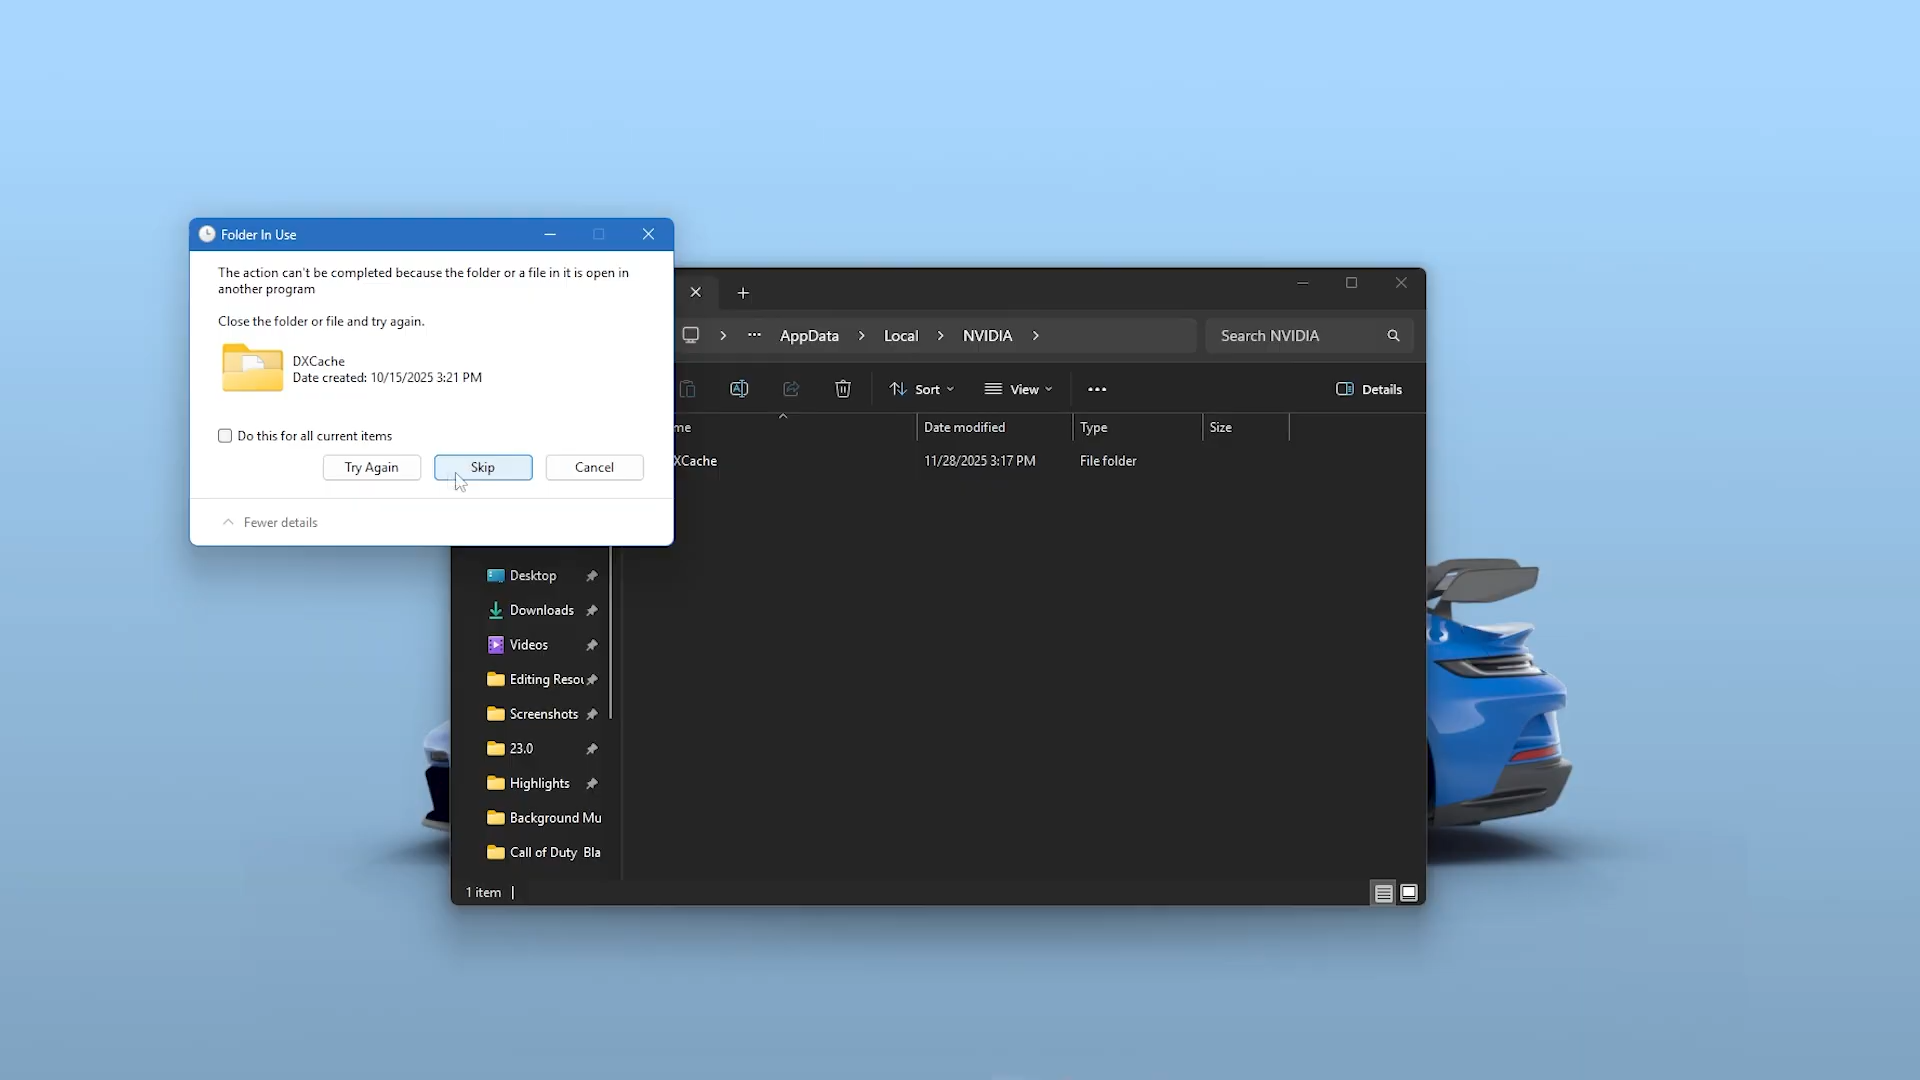 Folder In Use
The action can't be completed because the folder or a file in it is open in
another program
Close the folder or file and try again.
DXCache
Date created: 10/15/2025 3:21 PM
Do this for all current items
Try Again
Skip
Cancel
Fewer details
AppData
Local
NVIDIA
Search NVIDIA
Sort
View
Details
me
Date modified
Type
Size
XCache
11/28/2025 3:17 PM
File folder
Desktop
Downloads
Videos
Editing Resou
Screenshots
23.0
Highlights
Background Mu
Call of Duty Bla
1 item